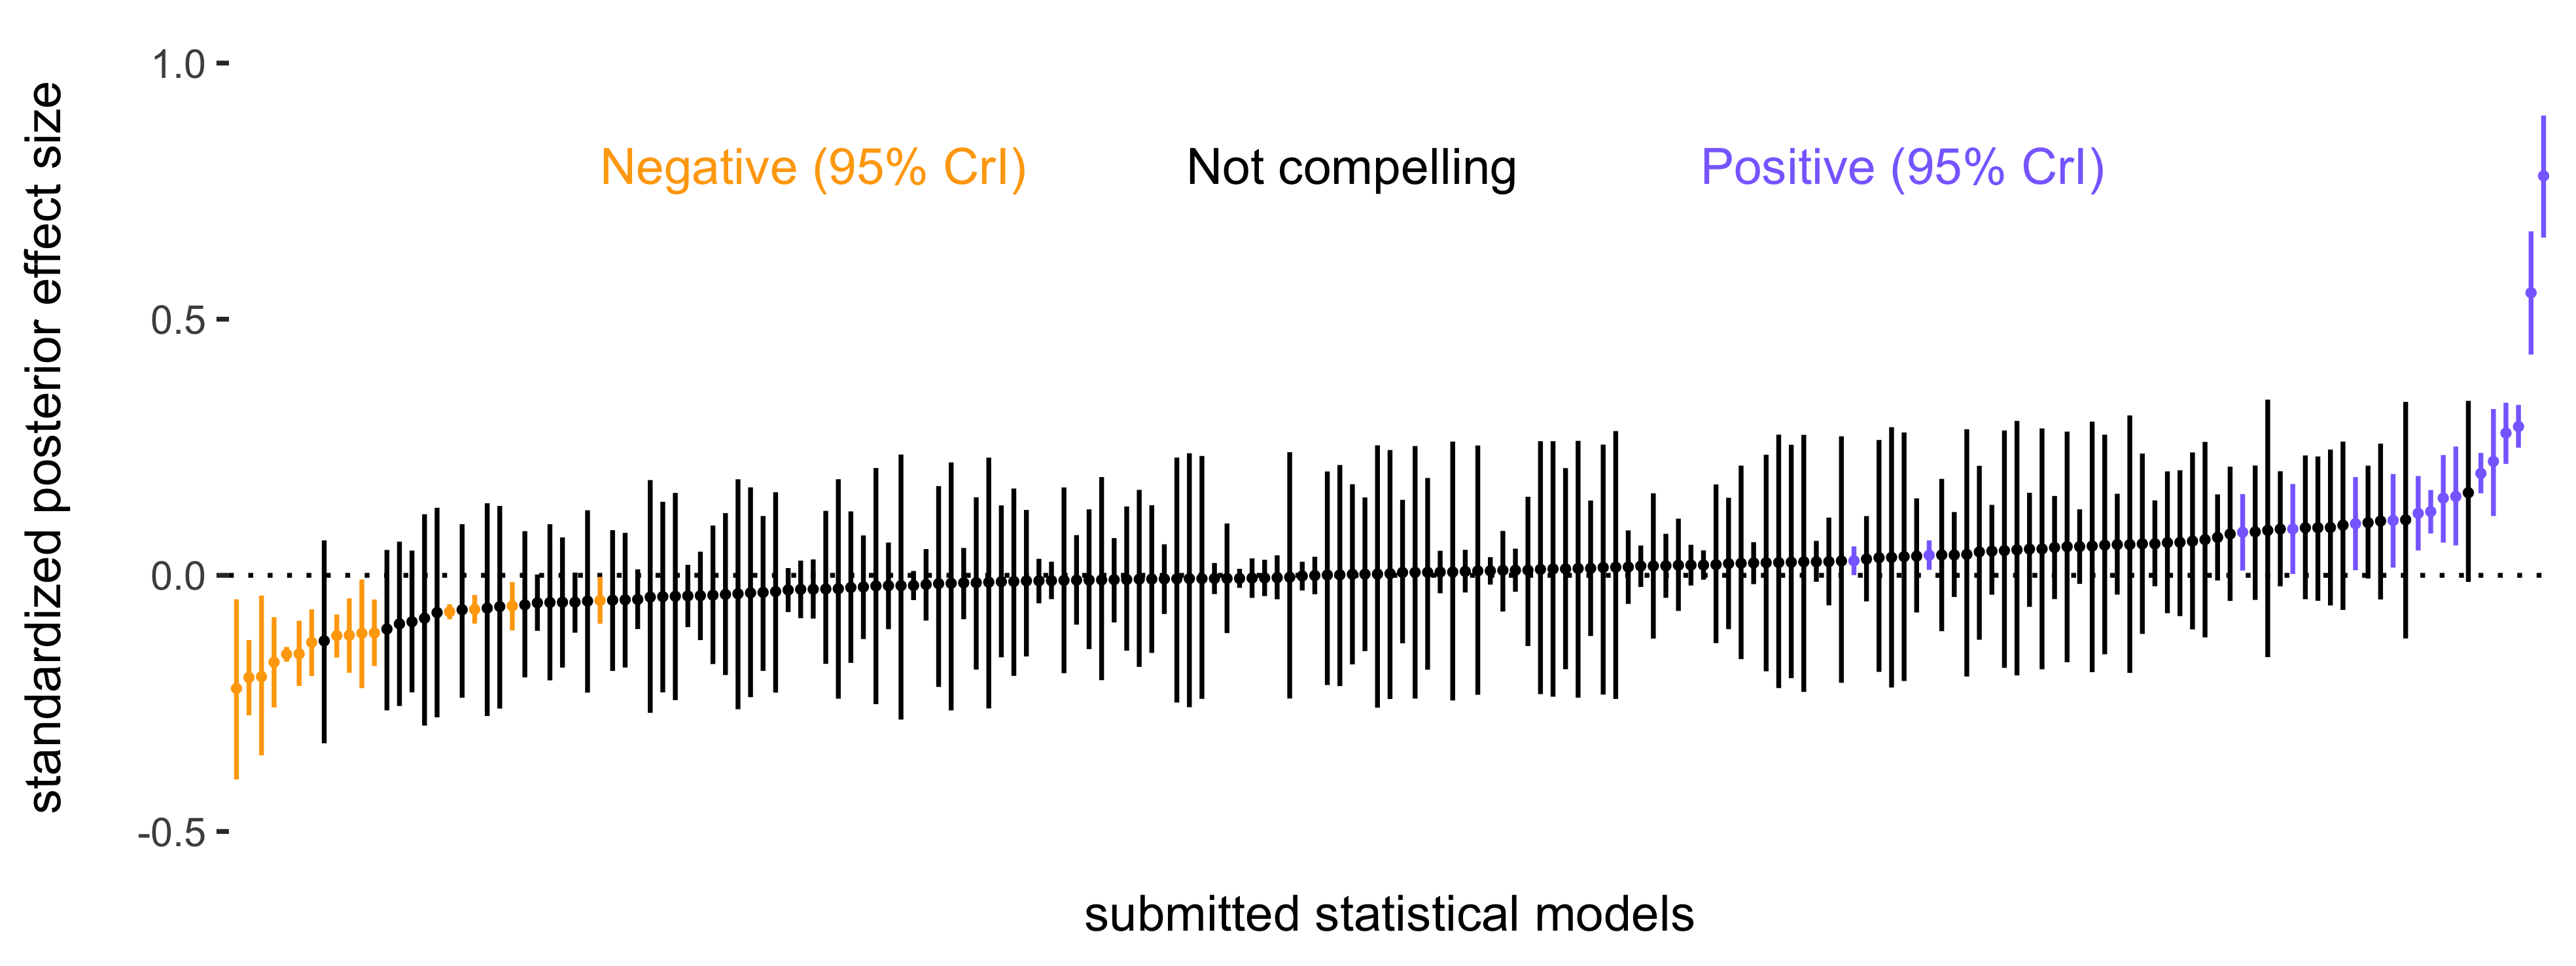 standardized posterior effect size
1.0
0.5
0.0
-0.5
Negative (95% CrI)
Not compelling
Positive (95% CrI)
submitted statistical models